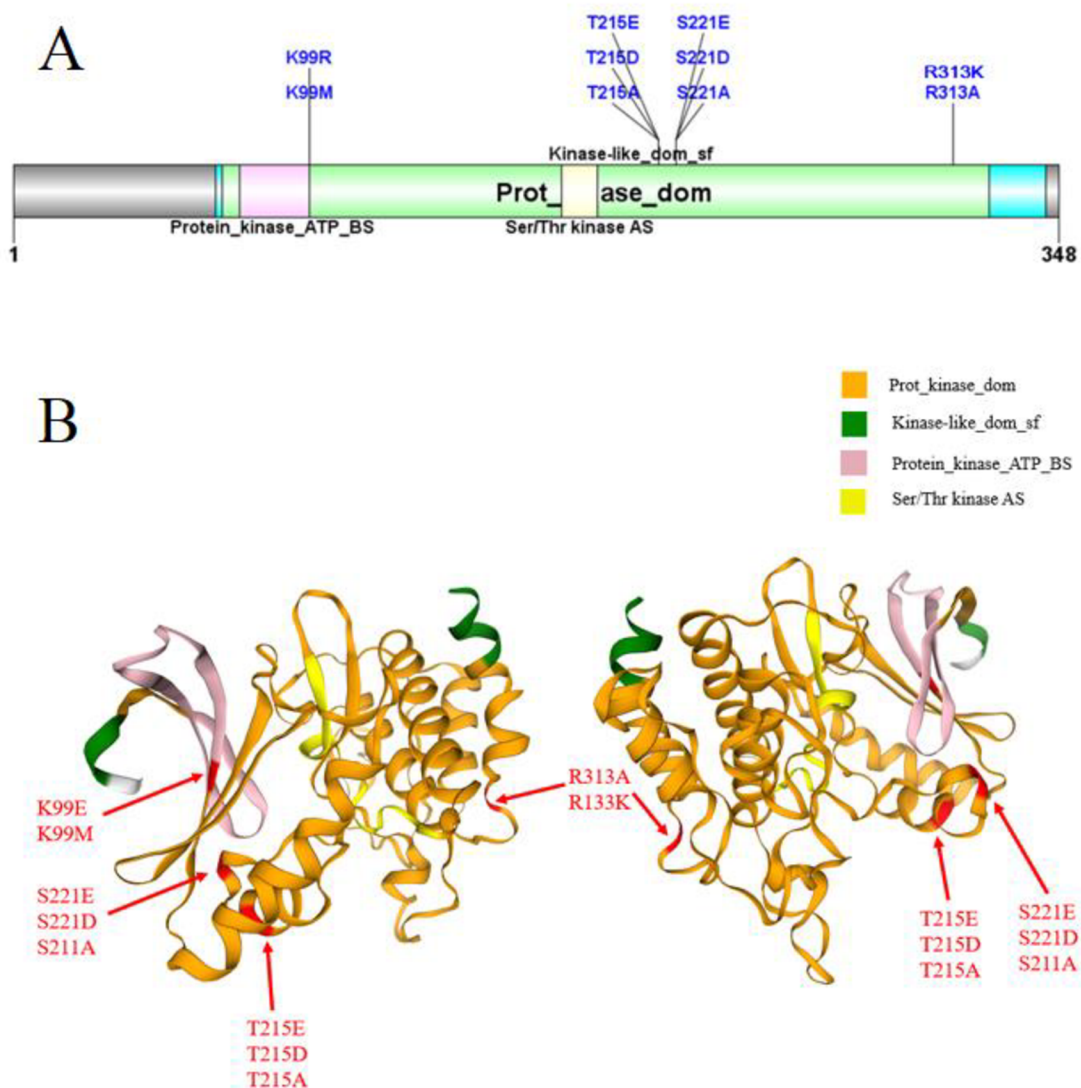 A
T215E
S221E
K99R
T215D
S221D
R313K
K99M
T215A
S221A
R313A
Kinase-like_dom_sf
Prot_ ase_dom
Protein_kinase_ATP_BS
Ser/Thr kinase AS
1
348
B
Prot_kinase_dom
Kinase-like_dom_sf
Protein_kinase_ATP_BS
Ser/Thr kinase AS
K99E
K99M
S221E
S221D
S211A
T215E
T215D
T215A
R313A
R133K
T215E
T215D
T215A
S221E
S221D
S211A